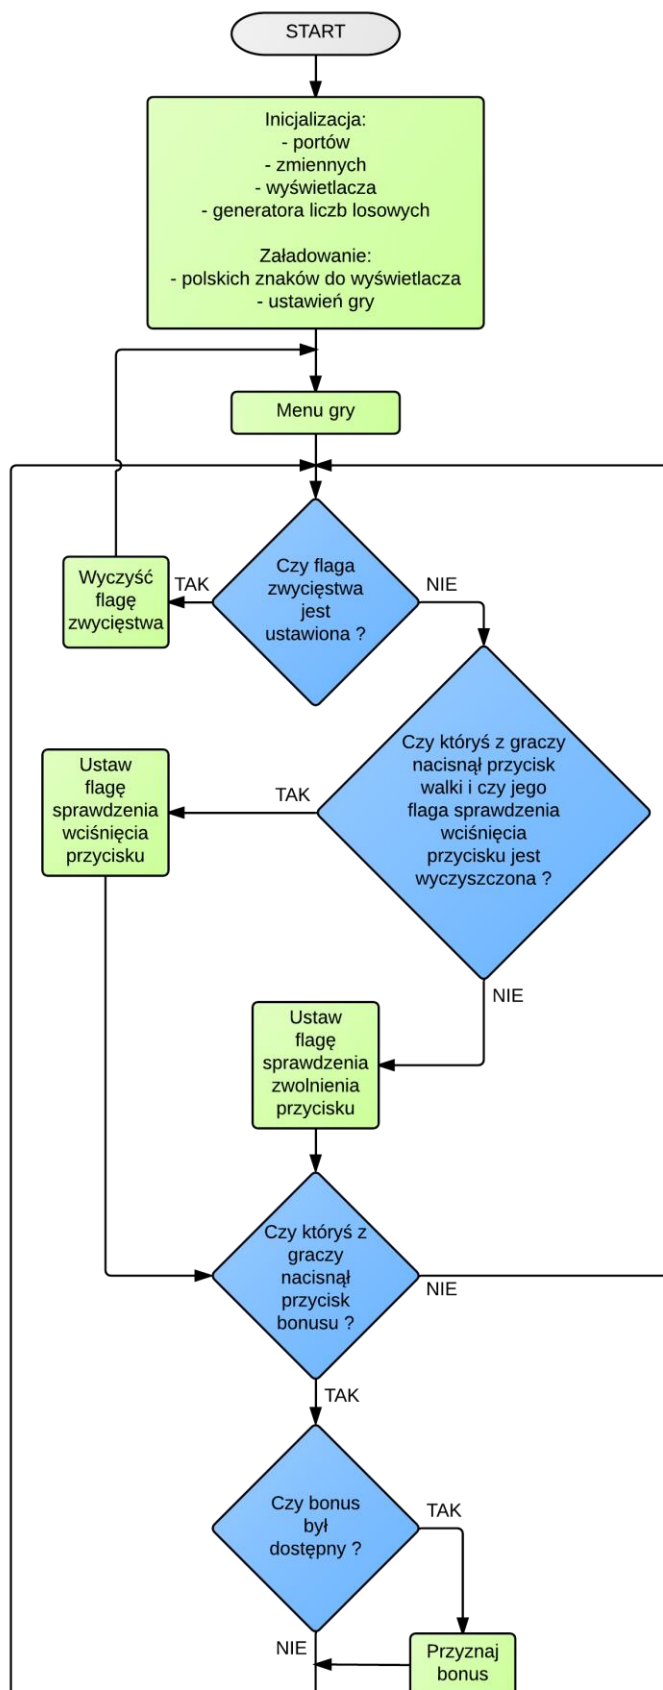 START
Inicjalizacja:
- portów
- zmiennych
- wyświetlacza
- generatora liczb losowych
Załadowanie:
- polskich znaków do wyświetlacza
- ustawień gry
Menu gry
Czy flaga
zwycięstwa
jest
ustawiona ?
TAK
NIE
Wyczyść
flagę
zwycięstwa
Czy któryś z graczy
nacisnął przycisk
walki i czy jego
flaga sprawdzenia
wciśnięcia
przycisku jest
wyczyszczona ?
TAK
Ustaw
flagę
sprawdzenia
wciśnięcia
przycisku
NIE
Ustaw
flagę
sprawdzenia
zwolnienia
przycisku
Czy któryś z
graczy
nacisnął
przycisk
bonusu ?
NIE
TAK
Czy bonus
był
dostępny ?
TAK
NIE
Przyznaj
bonus